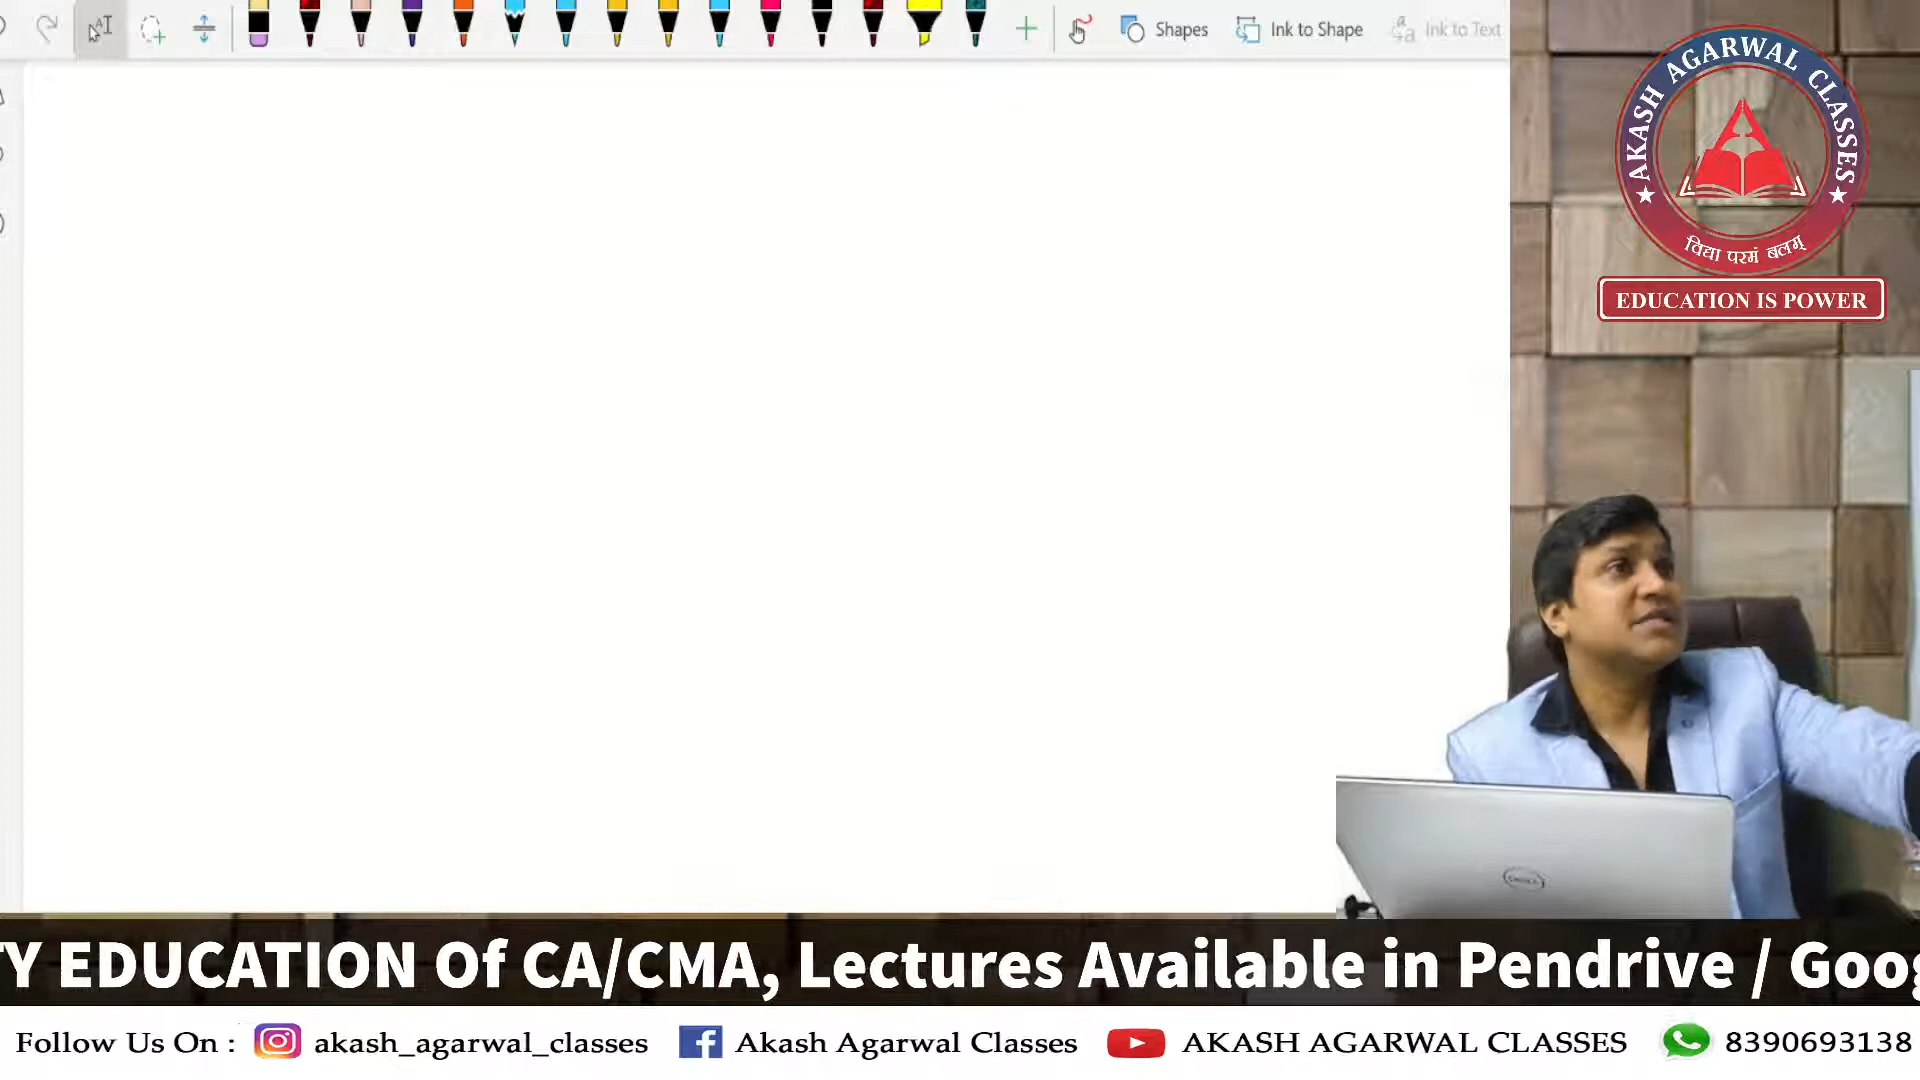 Shapes
Ink to Shape
Ink to Text
AKASH AGARWAL CLASSES
विद्या परमं बलम्
EDUCATION IS POWER
TY EDUCATION Of CA/CMA, Lectures Available in Pendrive / Goog
Follow Us On : akash_agarwal_classes Akash Agarwal Classes AKASH AGARWAL CLASSES 8390693138